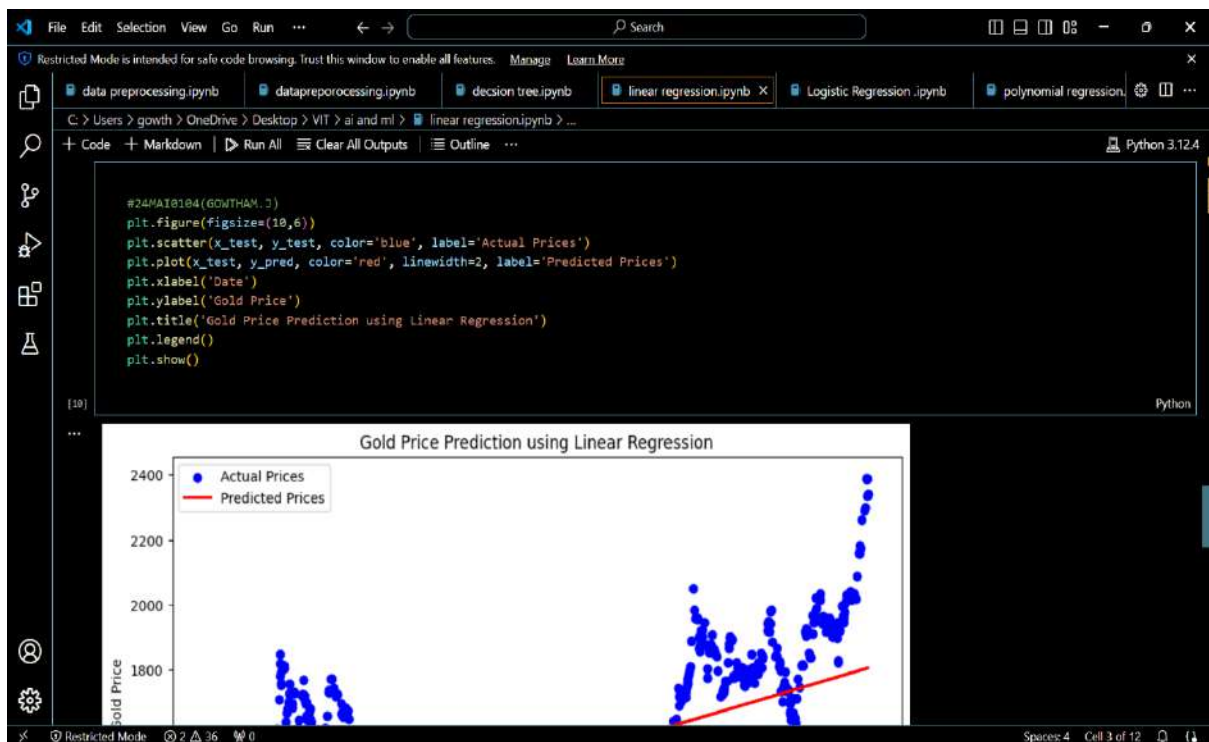 File Edit Selection View Go Run ··· Search
Restricted Mode is intended for safe code browsing. Trust this window to enable all features. Manage Learn More
data preprocessing.ipynb datapreporocessing.ipynb decsion tree.ipynb linear regression.ipynb Logistic Regression .ipynb polynomial regression.
C: > Users > gowth > OneDrive > Desktop > VIT > ai and ml > linear regression.ipynb > ...
+ Code + Markdown Run All Clear All Outputs Outline ··· Python 3.12.4
#24MAI0104(GOWTHAM.J)
plt.figure(figsize=(10,6))
plt.scatter(x_test, y_test, color='blue', label='Actual Prices')
plt.plot(x_test, y_pred, color='red', linewidth=2, label='Predicted Prices')
plt.xlabel('Date')
plt.ylabel('Gold Price')
plt.title('Gold Price Prediction using Linear Regression')
plt.legend()
plt.show()
[10] Python
Gold Price Prediction using Linear Regression
Actual Prices
Predicted Prices
2400
2200
2000
1800
Gold Price
Restricted Mode 2 36 0 Spaces: 4 Cell 3 of 12